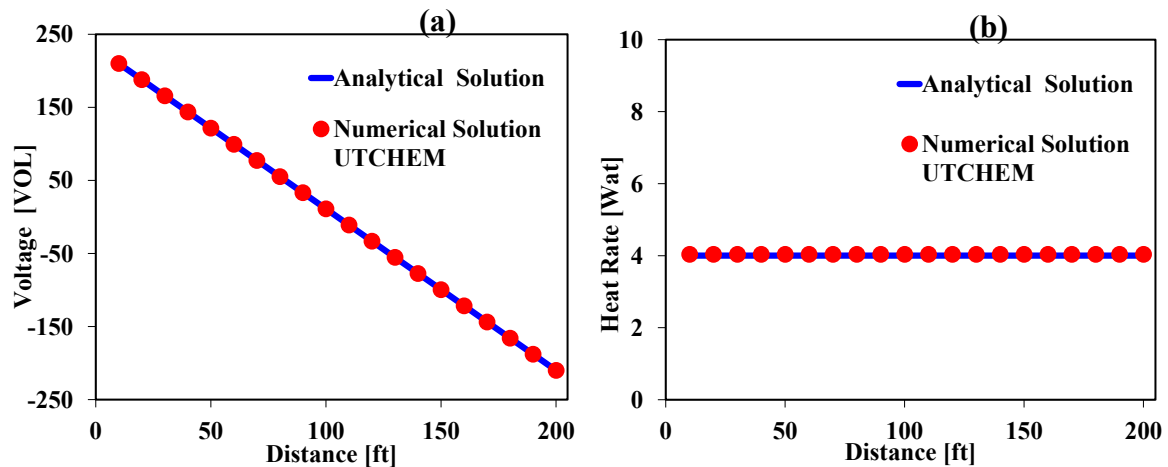 (a)
250
150
50
-50
-150
-250
Voltage [VOL]
Analytical Solution
Numerical Solution
UTCHEM
0 50 100 150 200
Distance [ft]
(b)
10
8
6
4
2
0
Heat Rate [Wat]
Analytical Solution
Numerical Solution
UTCHEM
0 50 100 150 200
Distance [ft]